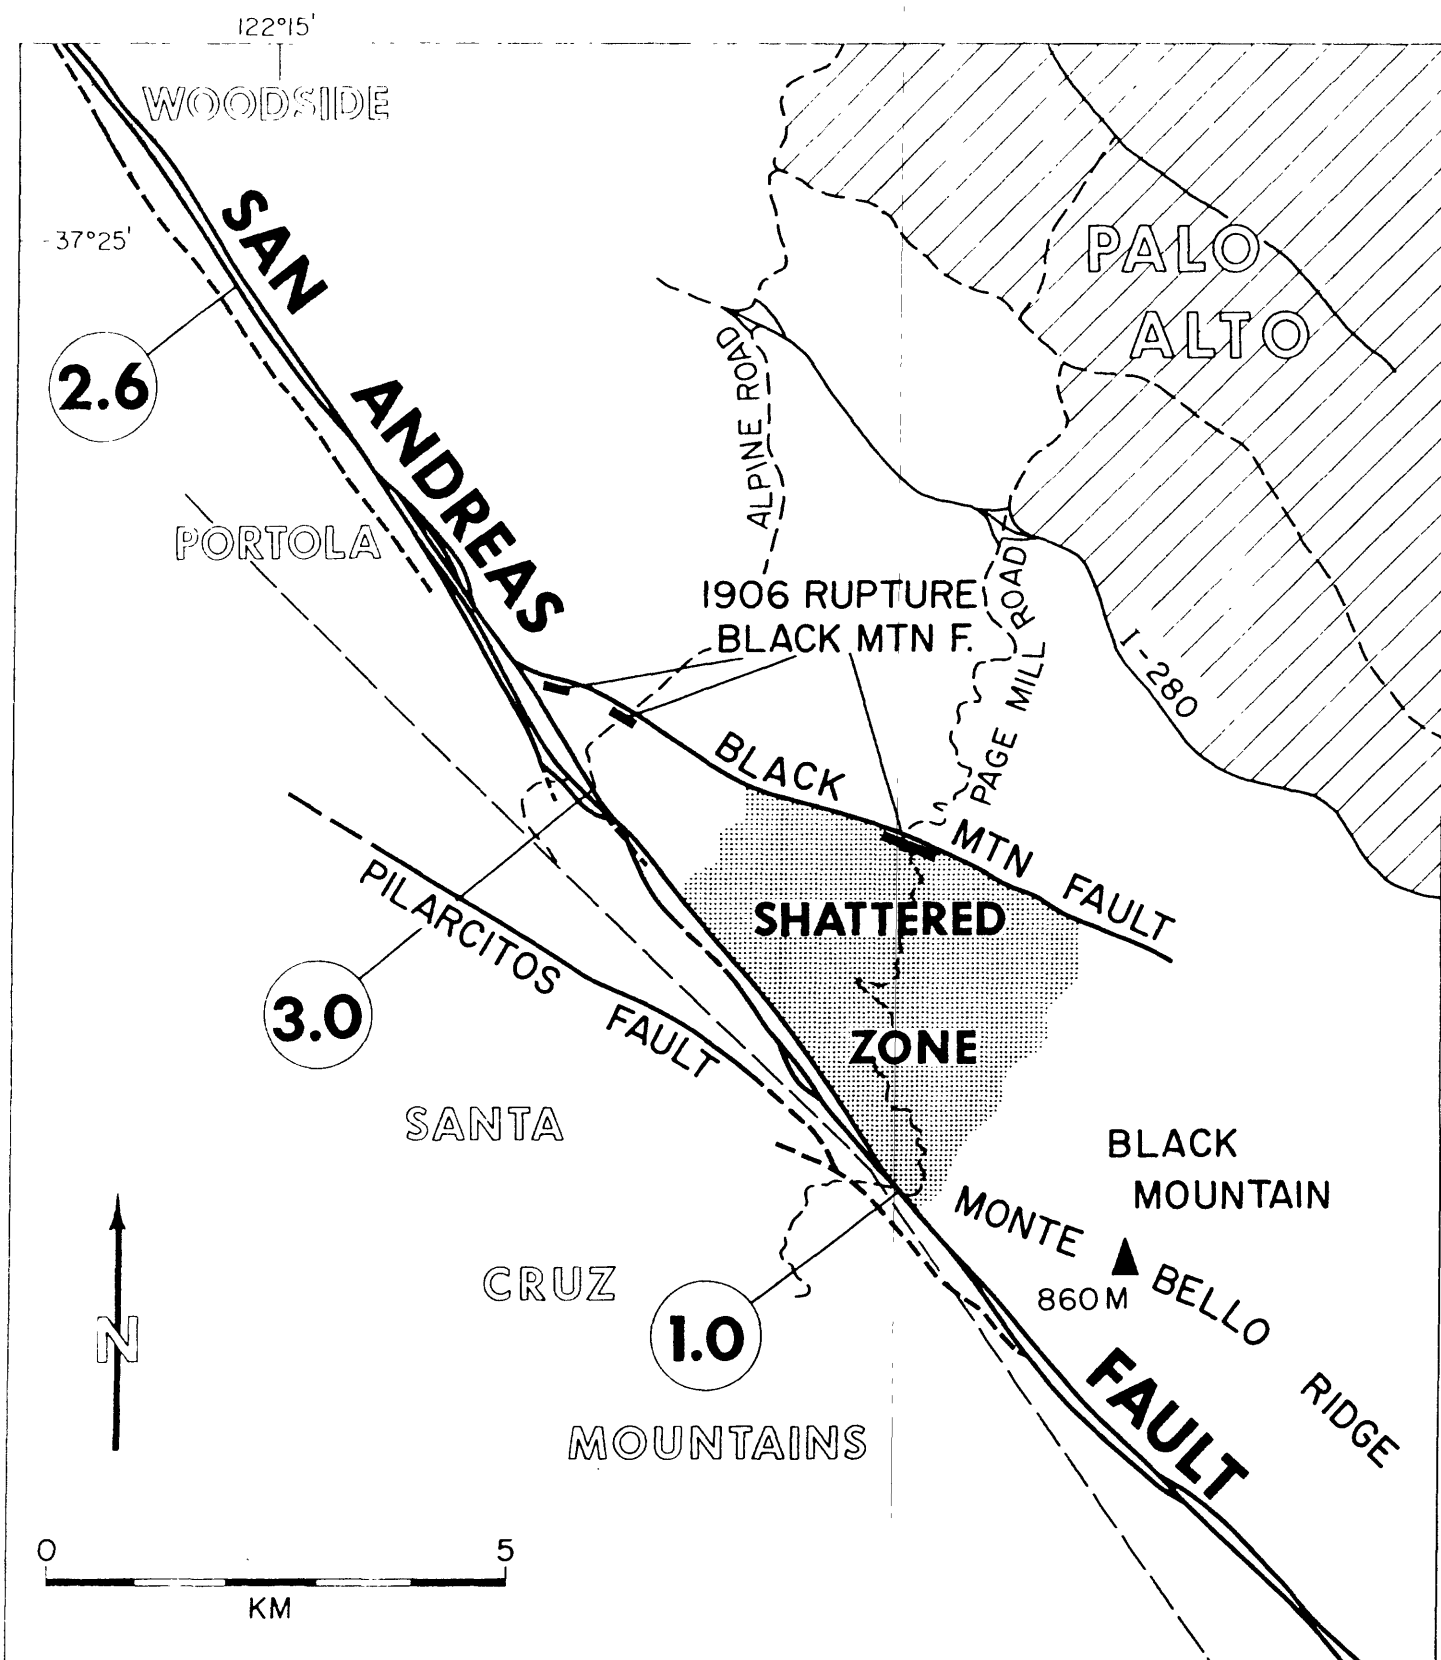 122°15'
WOODSIDE
37°25'
SAN
ANDREAS
FAULT
PALO
ALTO
2.6
ALPINE ROAD
PORTOLA
1906 RUPTURE
BLACK MTN F.
PAGE MILL ROAD
I-280
BLACK
MTN
FAULT
PILARCITOS
FAULT
SHATTERED
ZONE
3.0
SANTA
CRUZ
MOUNTAINS
BLACK
MOUNTAIN
MONTE
BELLO
RIDGE
860 M
1.0
N
0
5
KM